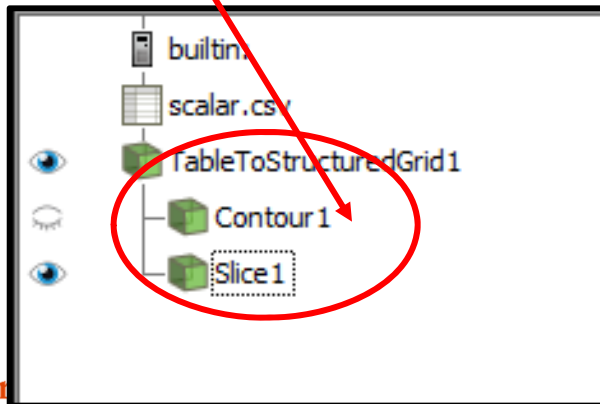 builtin:
scalar.csv
TableToStructuredGrid1
Contour1
Slice1